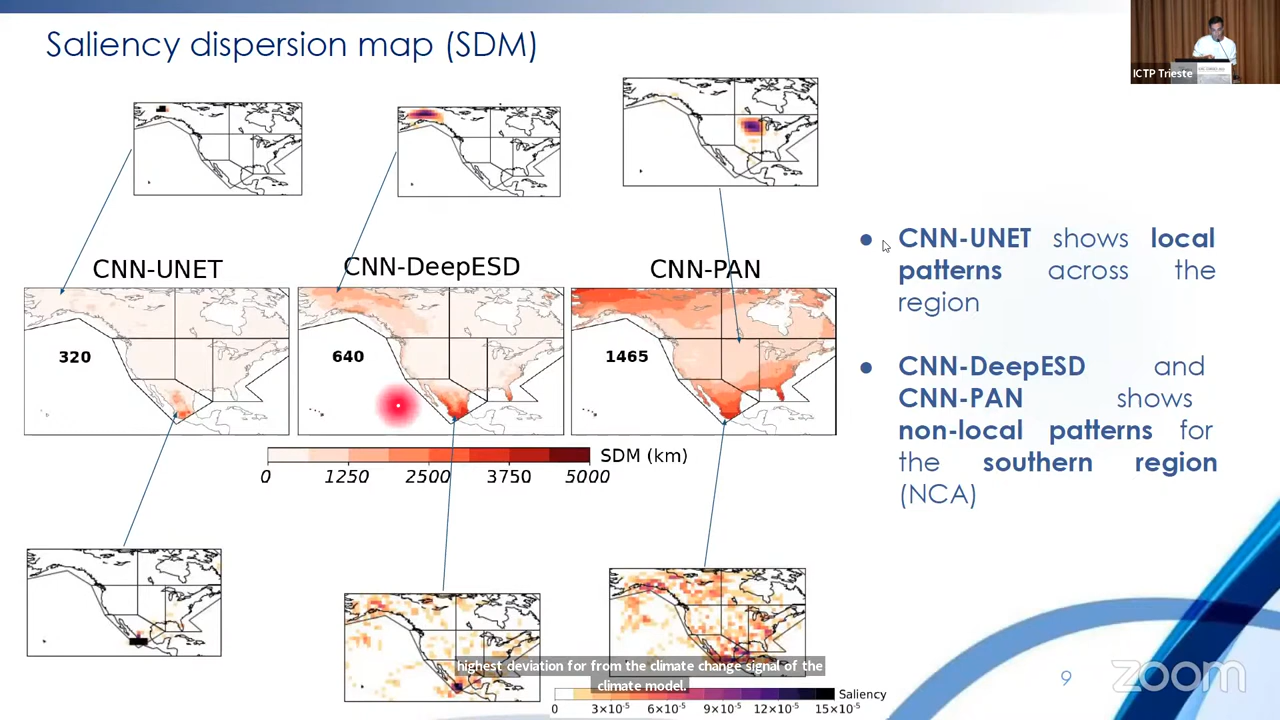 Saliency dispersion map (SDM)
ICTP Trieste
CNN-UNET
CNN-DeepESD
CNN-PAN
320
640
1465
SDM (km)
0 1250 2500 3750 5000
● CNN-UNET shows local
patterns across the
region
● CNN-DeepESD and
CNN-PAN shows
non-local patterns for
the southern region
(NCA)
highest deviation for from the climate change signal of the
climate model.
Saliency
0 3×10⁻⁵ 6×10⁻⁵ 9×10⁻⁵ 12×10⁻⁵ 15×10⁻⁵
9
zoom